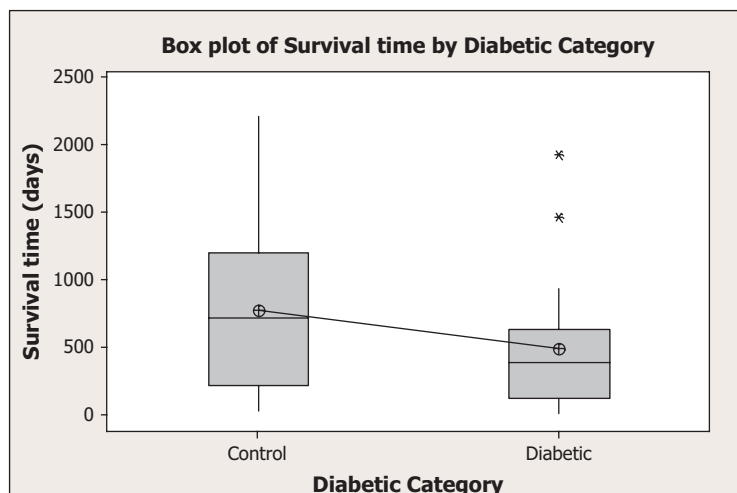 Box plot of Survival time by Diabetic Category
2500
2000
1500
1000
500
0
Survival time (days)
Control
Diabetic
Diabetic Category